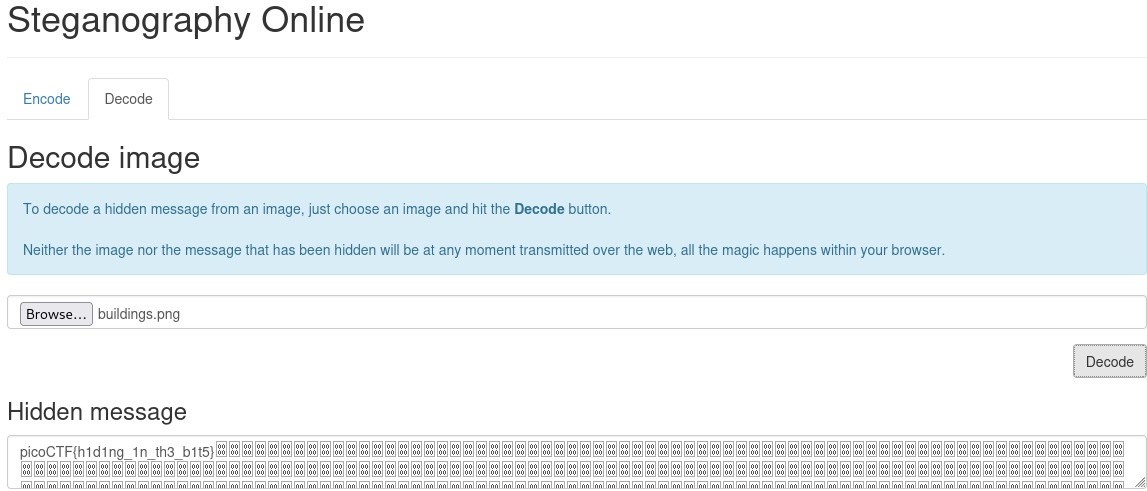 Steganography Online
Encode
Decode
Decode image
To decode a hidden message from an image, just choose an image and hit the Decode button.
Neither the image nor the message that has been hidden will be at any moment transmitted over the web, all the magic happens within your browser.
Browse... buildings.png
Decode
Hidden message
picoCTF{h1d1ng_1n_th3_b1t5}